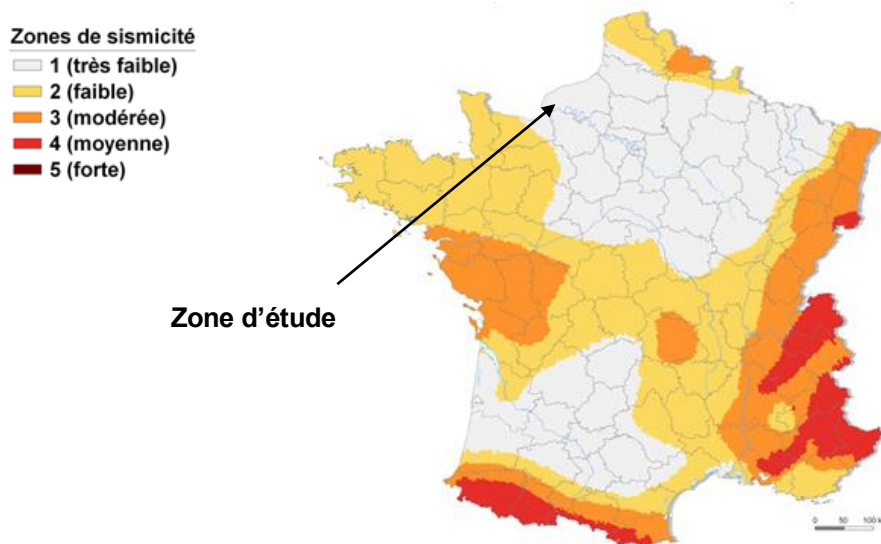 Zones de sismicité
1 (très faible)
2 (faible)
3 (modérée)
4 (moyenne)
5 (forte)
Zone d'étude
0 50 100 k